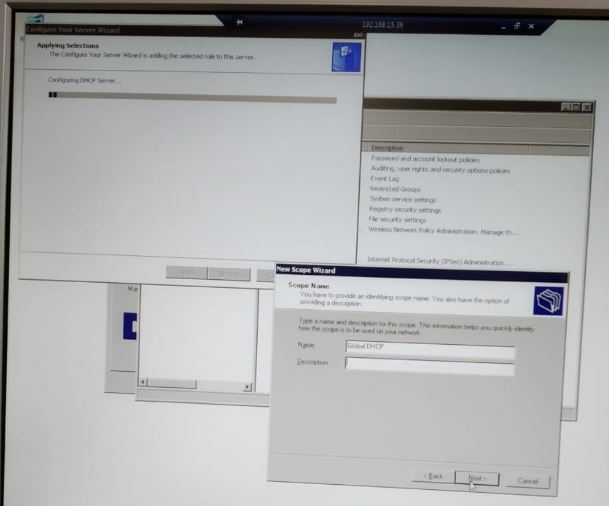 192.168.15.36
Configure Your Server Wizard
Applying Selections
The Configure Your Server Wizard is adding the selected role to this server.
Configuring DHCP Server...
Description
Password and account lockout policies
Auditing, user rights and security options policies
Event Log
Restricted Groups
System service settings
Registry security settings
File security settings
Wireless Network Policy Administration. Manage th...
Internet Protocol Security (IPSec) Administration. ...
< Back
Next >
Ma
New Scope Wizard
Scope Name
You have to provide an identifying scope name. You also have the option of
providing a description.
Type a name and description for this scope. This information helps you quickly identify
how the scope is to be used on your network.
Name:
Global DHCP
Description:
< Back
Next >
Cancel